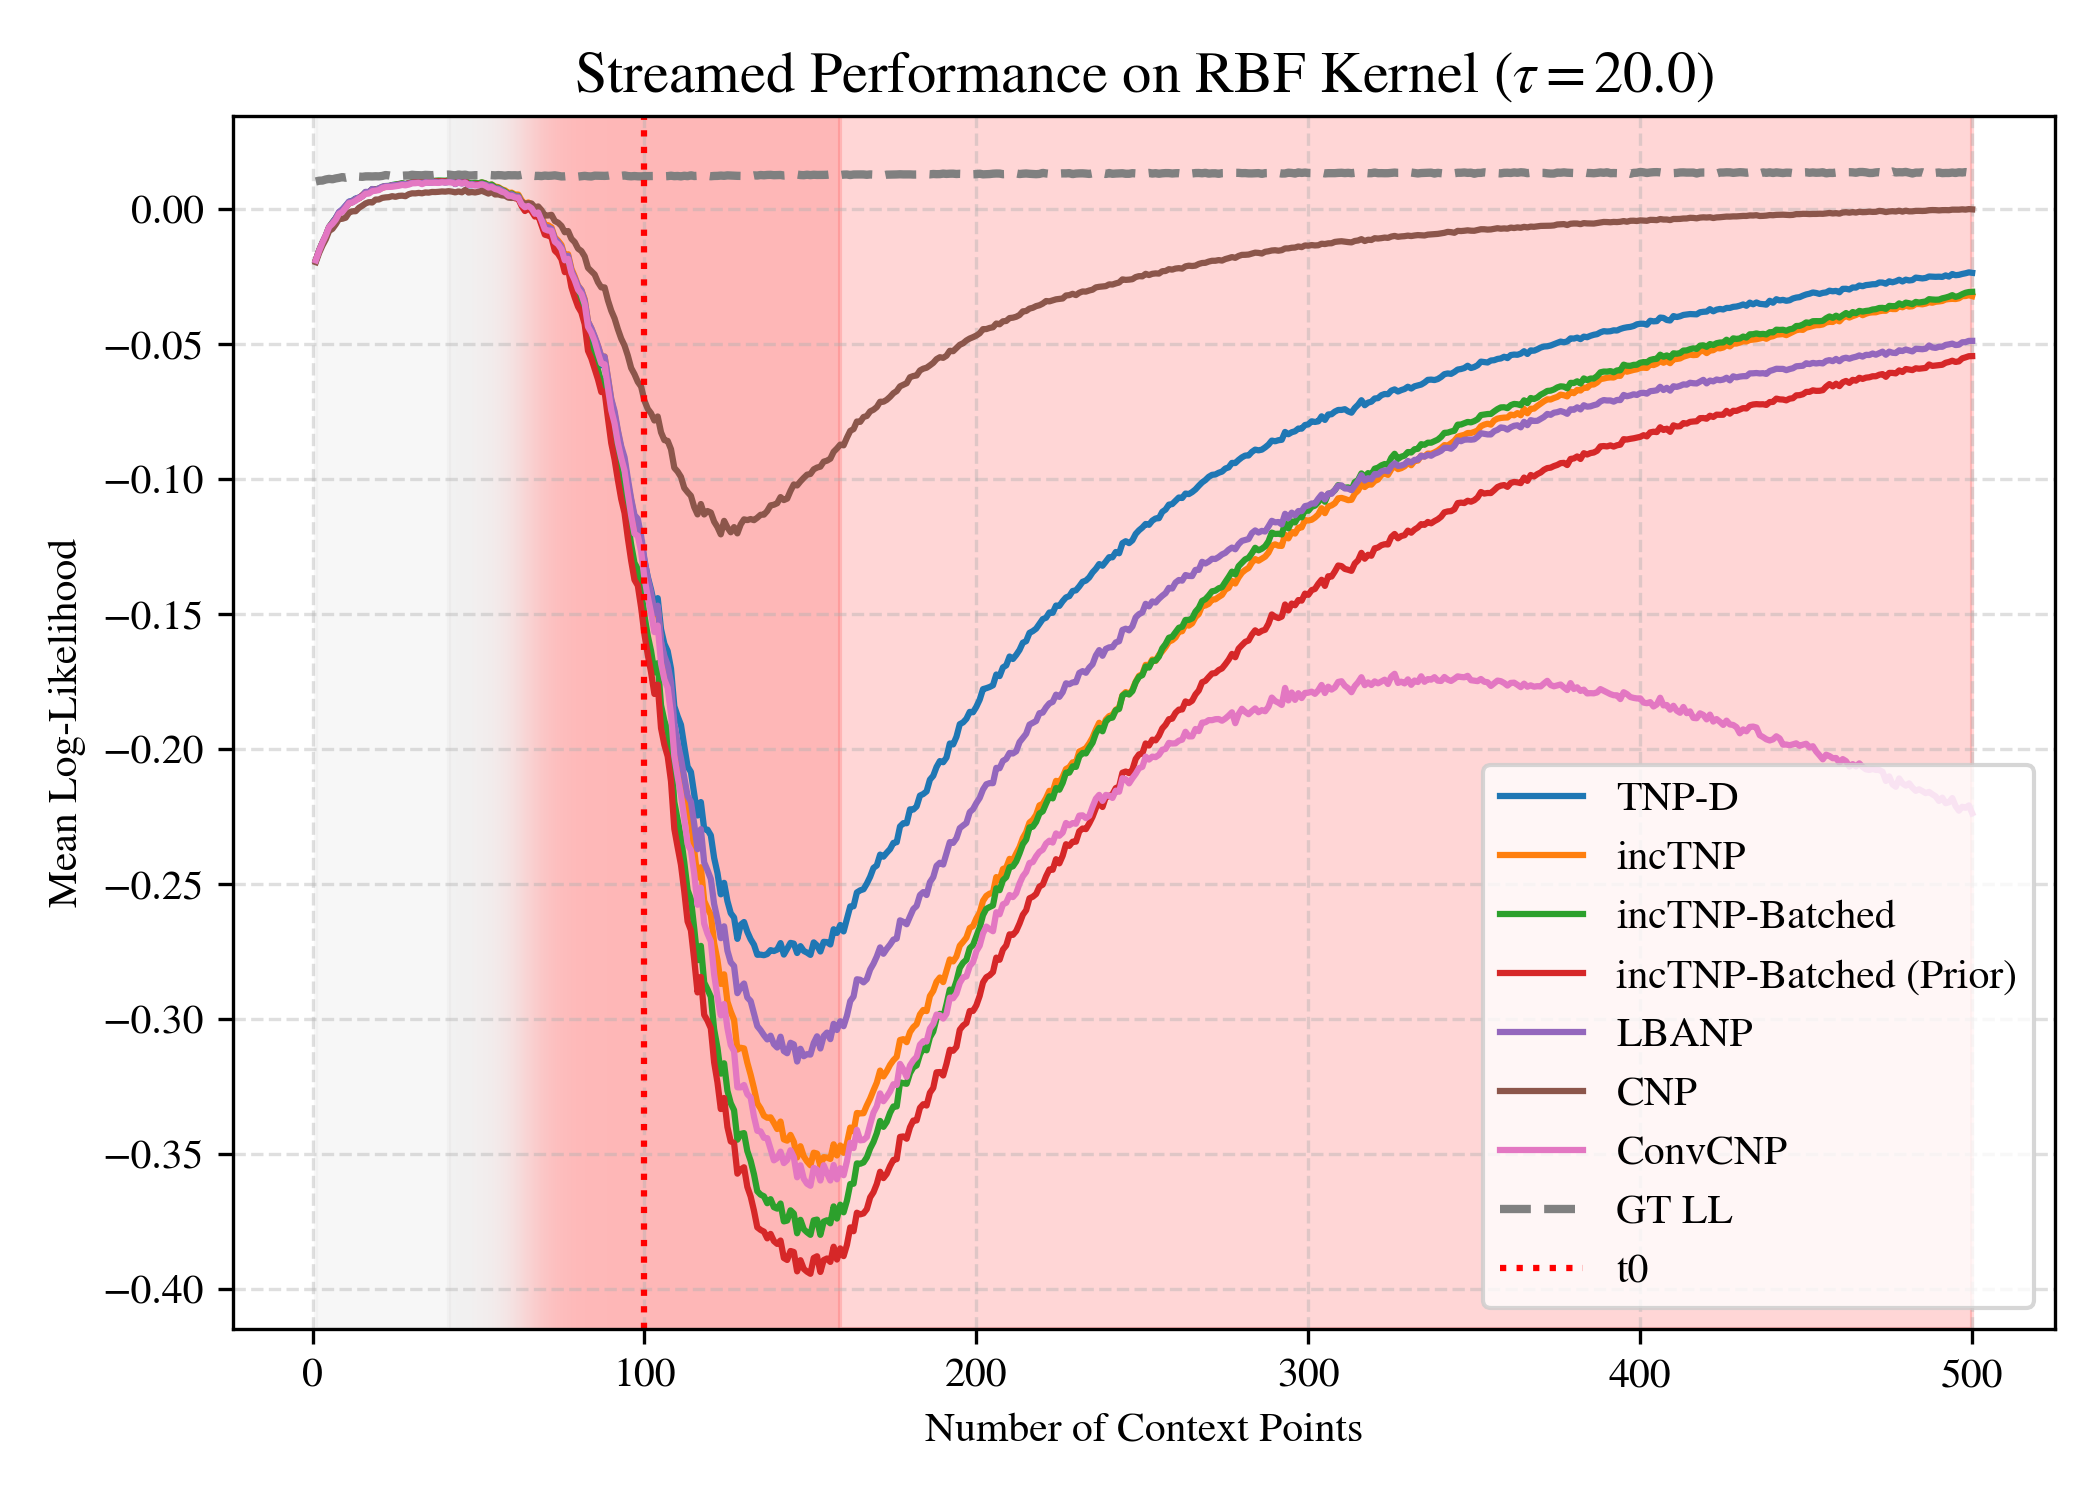 Streamed Performance on RBF Kernel (τ = 20.0)
Mean Log-Likelihood
0.00
−0.05
−0.10
−0.15
−0.20
−0.25
−0.30
−0.35
−0.40
TNP-D
incTNP
incTNP-Batched
incTNP-Batched (Prior)
LBANP
CNP
ConvCNP
GT LL
t0
0 100 200 300 400 500
Number of Context Points